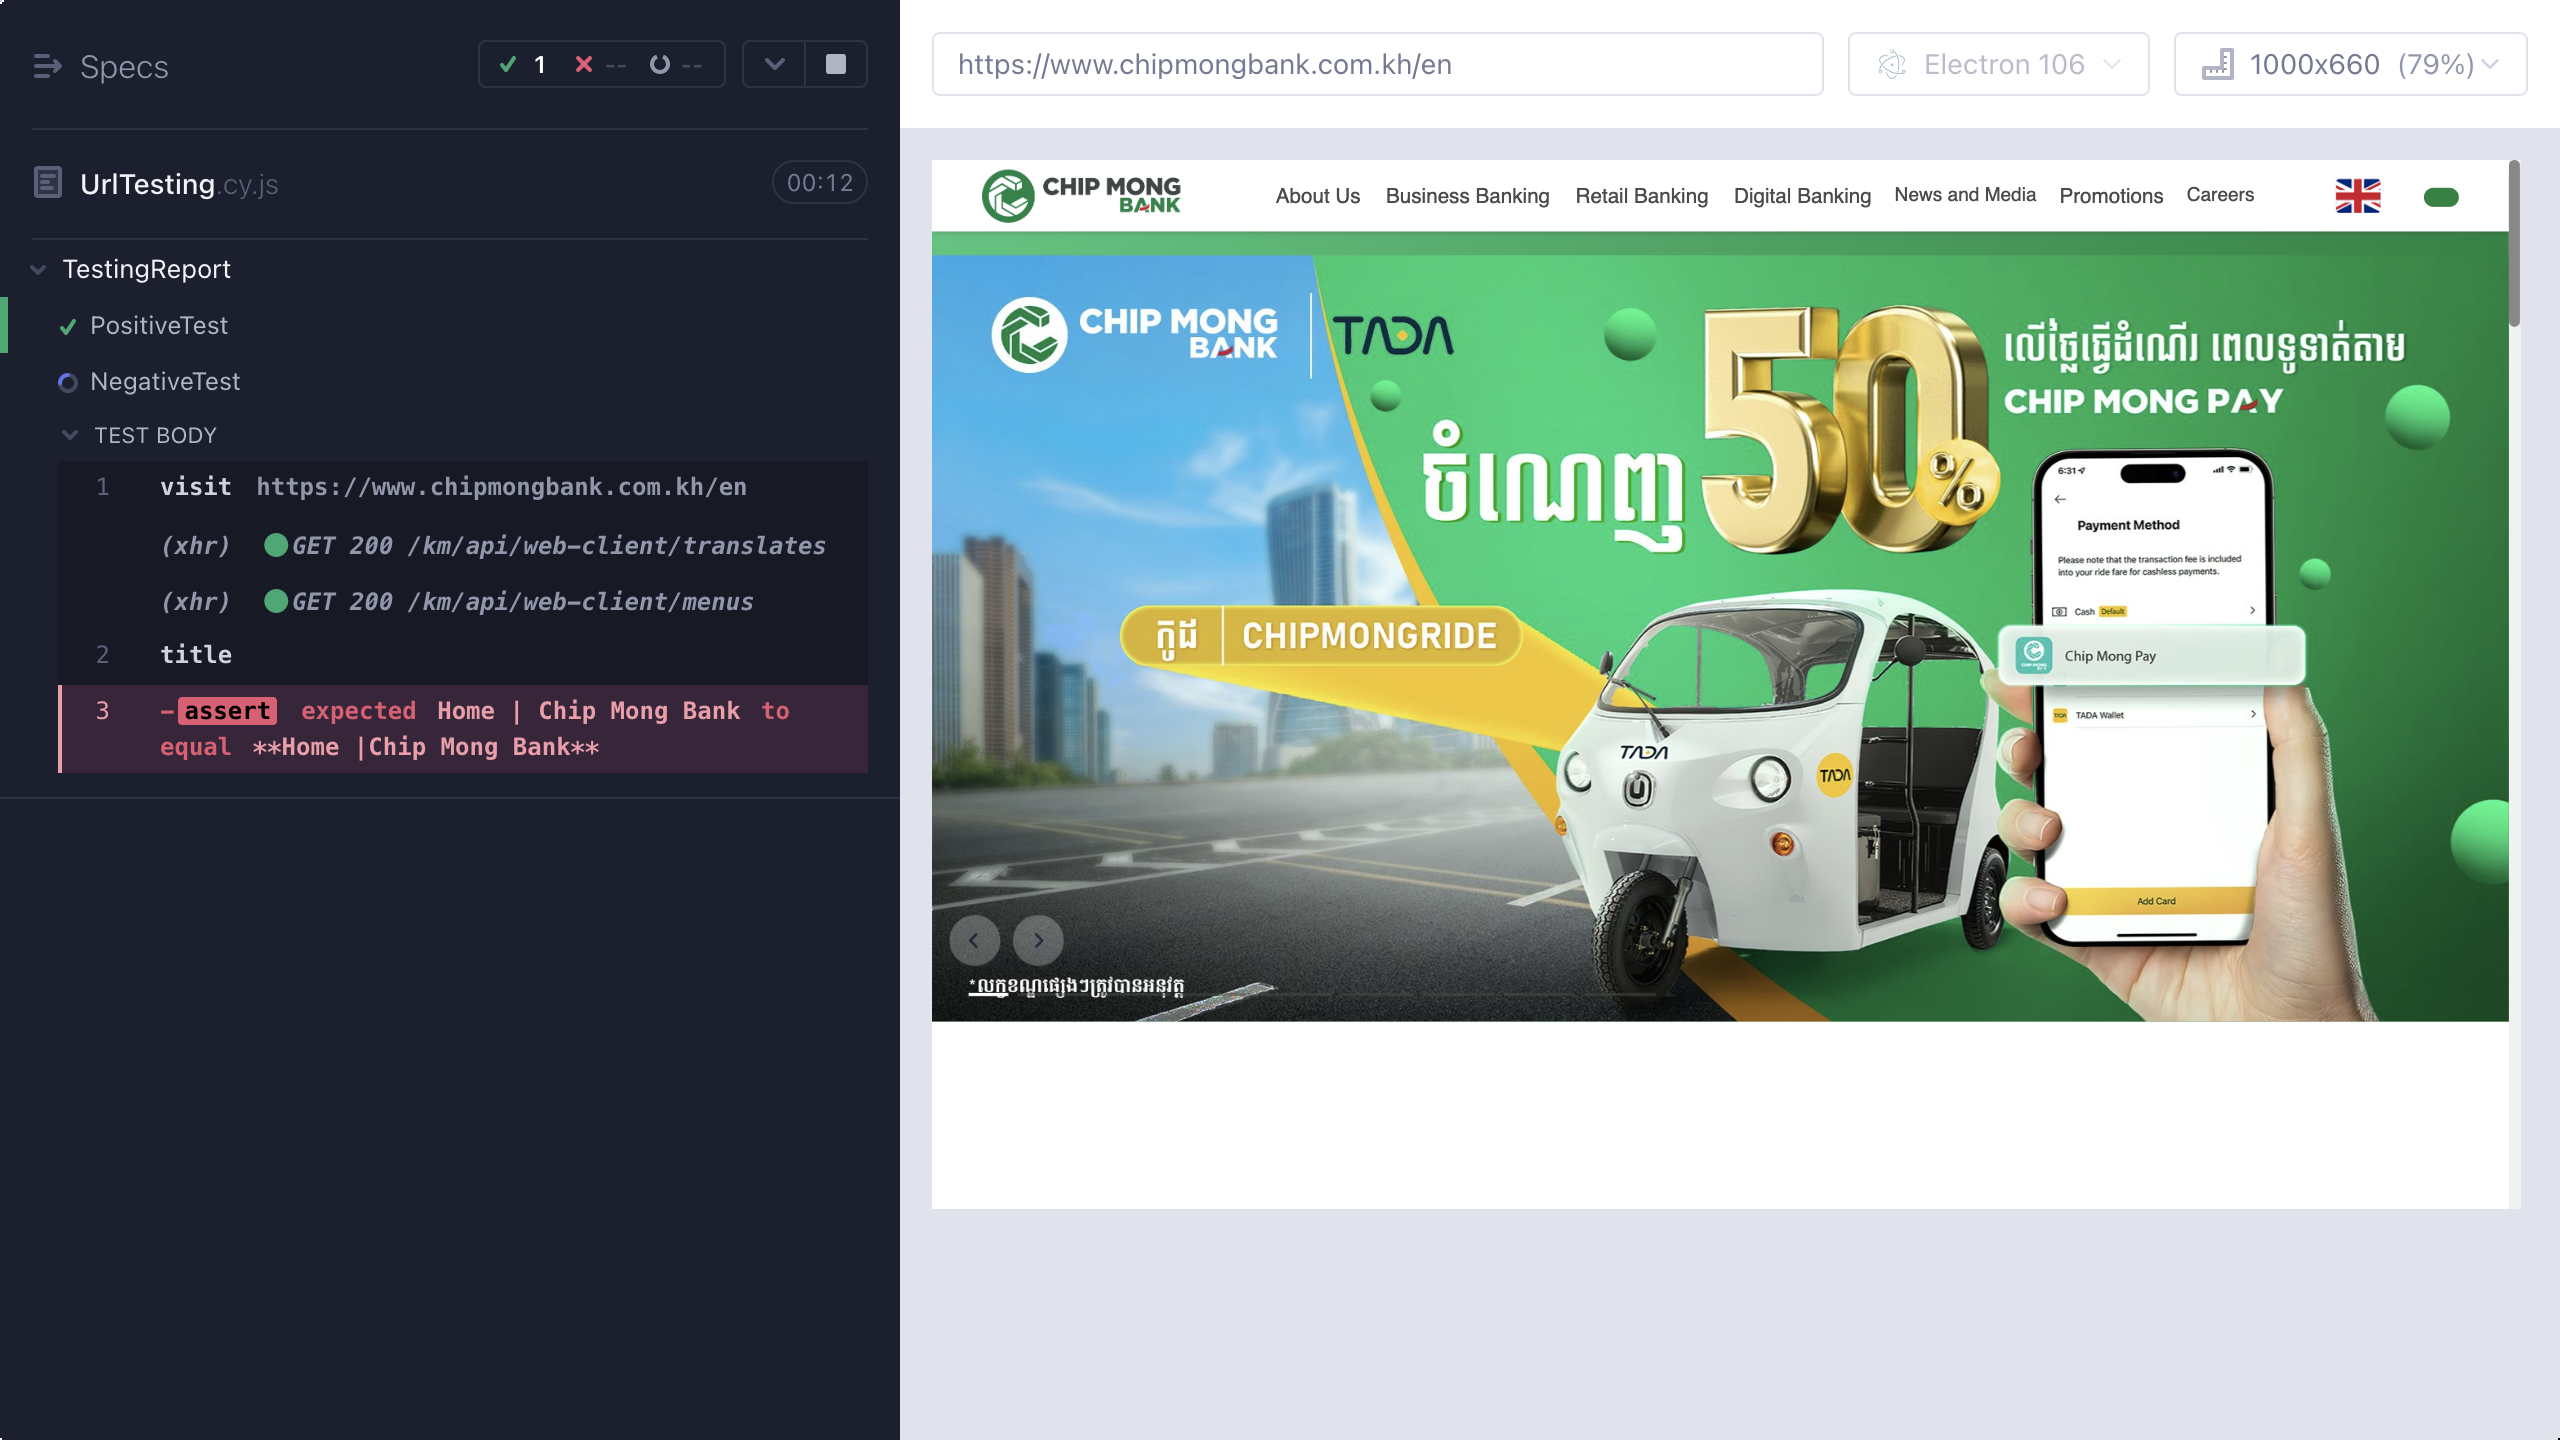 Specs
1
--
--
UrlTesting.cy.js
00:12
TestingReport
PositiveTest
NegativeTest
TEST BODY
1 visit https://www.chipmongbank.com.kh/en
(xhr) GET 200 /km/api/web-client/translates
(xhr) GET 200 /km/api/web-client/menus
2 title
3 -assert expected Home | Chip Mong Bank to
equal **Home |Chip Mong Bank**
https://www.chipmongbank.com.kh/en
Electron 106
1000x660 (79%)
CHIP MONG
BANK
About Us Business Banking Retail Banking Digital Banking News and Media Promotions Careers
CHIP MONG
BANK
TADA
ចំណេញ
50%
លើថ្លៃធ្វើដំណើរ ពេលទូទាត់តាម
CHIP MONG PAY
កូដ CHIPMONGRIDE
6:31
Payment Method
Please note that the transaction fee is included
into your ride fare for cashless payments.
Cash Default
Chip Mong Pay
TADA TADA Wallet
Add Card
TADA
TADA
*លក្ខខណ្ឌផ្សេងៗត្រូវបានអនុវត្ត